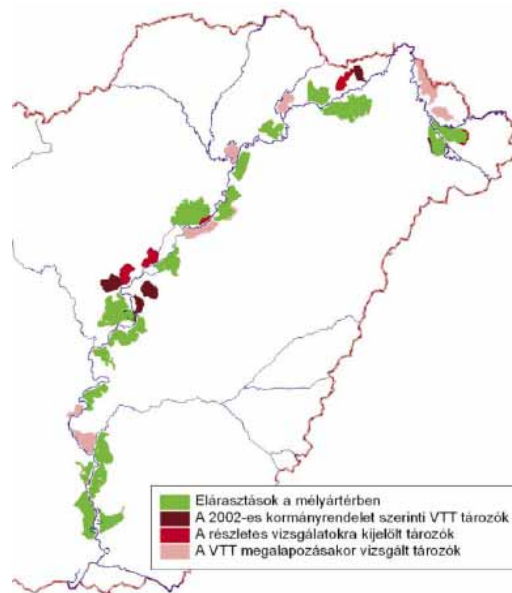 Elárasztások a mélyártérben
A 2002-es kormányrendelet szerinti VTT tározók
A részletes vizsgálatokra kijelölt tározók
A VTT megalapozásakor vizsgált tározók